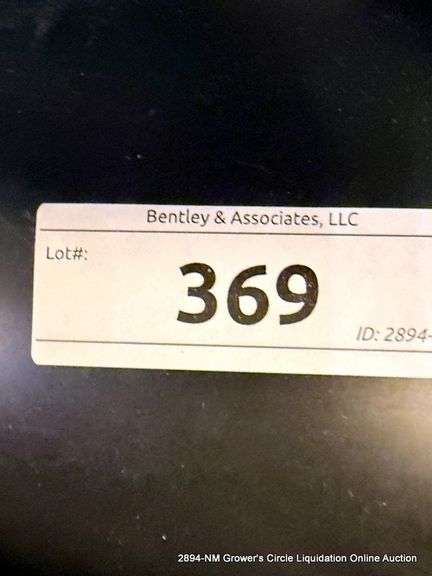 Bentley & Associates, LLC
Lot#:
369
ID: 2894-
2894-NM Grower's Circle Liquidation Online Auction